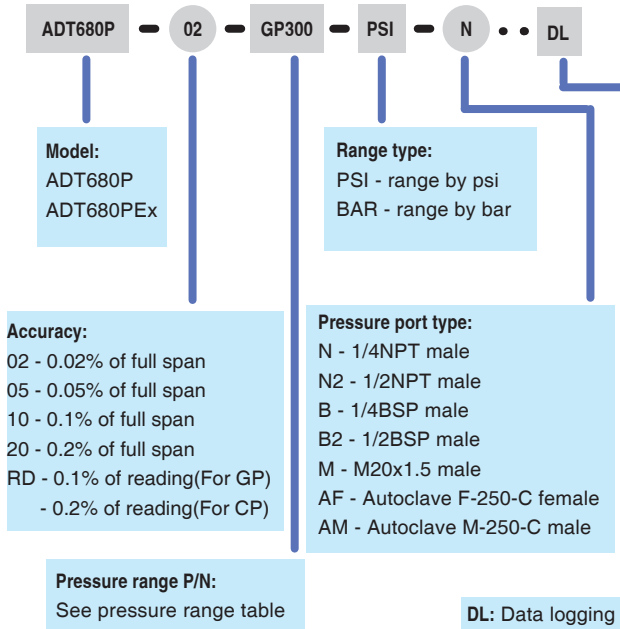 ADT680P - 02 - GP300 - PSI - N • • DL
Model:
ADT680P
ADT680PEx
Range type:
PSI - range by psi
BAR - range by bar
Accuracy:
02 - 0.02% of full span
05 - 0.05% of full span
10 - 0.1% of full span
20 - 0.2% of full span
RD - 0.1% of reading(For GP)
- 0.2% of reading(For CP)
Pressure port type:
N - 1/4NPT male
N2 - 1/2NPT male
B - 1/4BSP male
B2 - 1/2BSP male
M - M20x1.5 male
AF - Autoclave F-250-C female
AM - Autoclave M-250-C male
Pressure range P/N:
See pressure range table
DL: Data logging